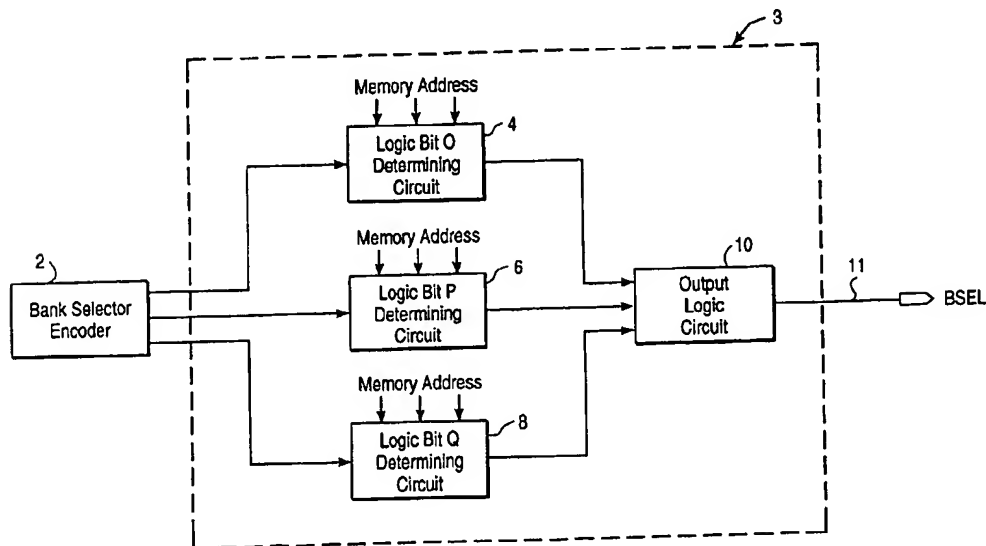 3
Memory Address
4
Logic Bit O
Determining
Circuit
Memory Address
2
Bank Selector
Encoder
6
Logic Bit P
Determining
Circuit
10
Output
Logic
Circuit
11
BSEL
Memory Address
8
Logic Bit Q
Determining
Circuit